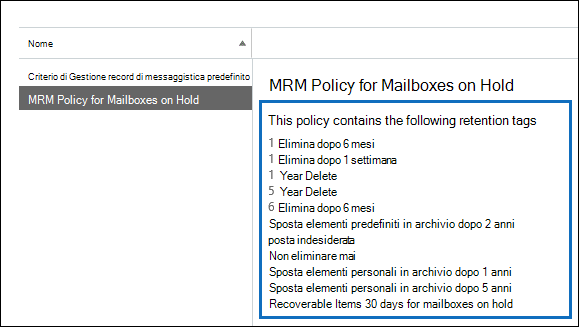 Nome
Criterio di Gestione record di messaggistica predefinito
MRM Policy for Mailboxes on Hold
MRM Policy for Mailboxes on Hold
This policy contains the following retention tags
1 Elimina dopo 6 mesi
1 Elimina dopo 1 settimana
1 Year Delete
5 Year Delete
6 Elimina dopo 6 mesi
Sposta elementi predefiniti in archivio dopo 2 anni
posta indesiderata
Non eliminare mai
Sposta elementi personali in archivio dopo 1 anni
Sposta elementi personali in archivio dopo 5 anni
Recoverable Items 30 days for mailboxes on hold